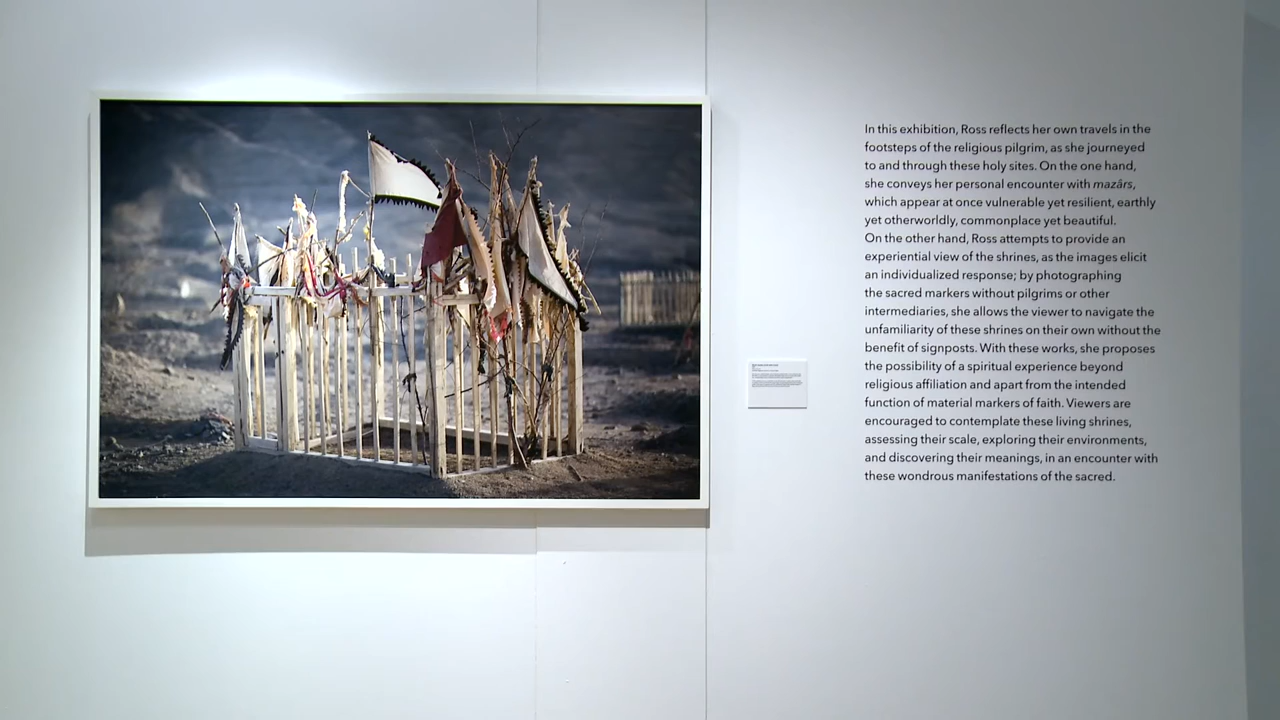 In this exhibition, Ross reflects her own travels in the
footsteps of the religious pilgrim, as she journeyed
to and through these holy sites. On the one hand,
she conveys her personal encounter with mazârs,
which appear at once vulnerable yet resilient, earthly
yet otherworldly, commonplace yet beautiful.
On the other hand, Ross attempts to provide an
experiential view of the shrines, as the images elicit
an individualized response; by photographing
the sacred markers without pilgrims or other
intermediaries, she allows the viewer to navigate the
unfamiliarity of these shrines on their own without the
benefit of signposts. With these works, she proposes
the possibility of a spiritual experience beyond
religious affiliation and apart from the intended
function of material markers of faith. Viewers are
encouraged to contemplate these living shrines,
assessing their scale, exploring their environments,
and discovering their meanings, in an encounter with
these wondrous manifestations of the sacred.